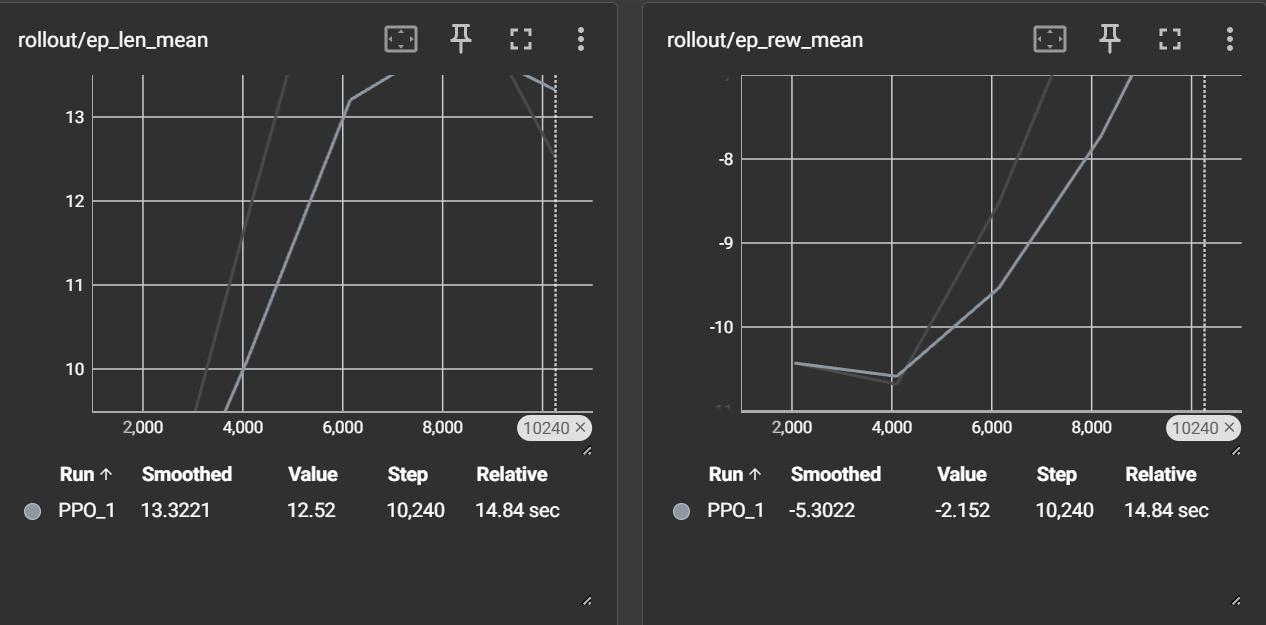 rollout/ep_len_mean
13
12
11
10
2,000 4,000 6,000 8,000 10240 ×
Run ↑ Smoothed Value Step Relative
PPO_1 13.3221 12.52 10,240 14.84 sec
rollout/ep_rew_mean
-8
-9
-10
2,000 4,000 6,000 8,000 10240 ×
Run ↑ Smoothed Value Step Relative
PPO_1 -5.3022 -2.152 10,240 14.84 sec